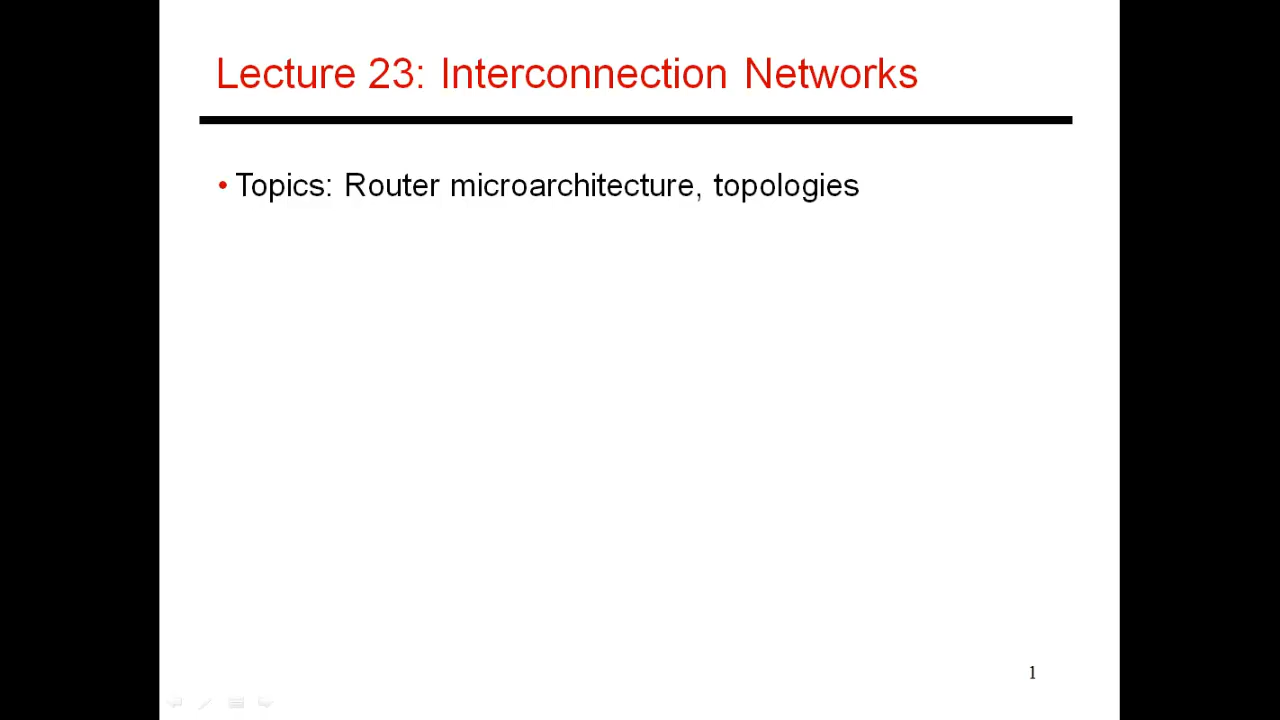 Lecture 23: Interconnection Networks
• Topics: Router microarchitecture, topologies
1